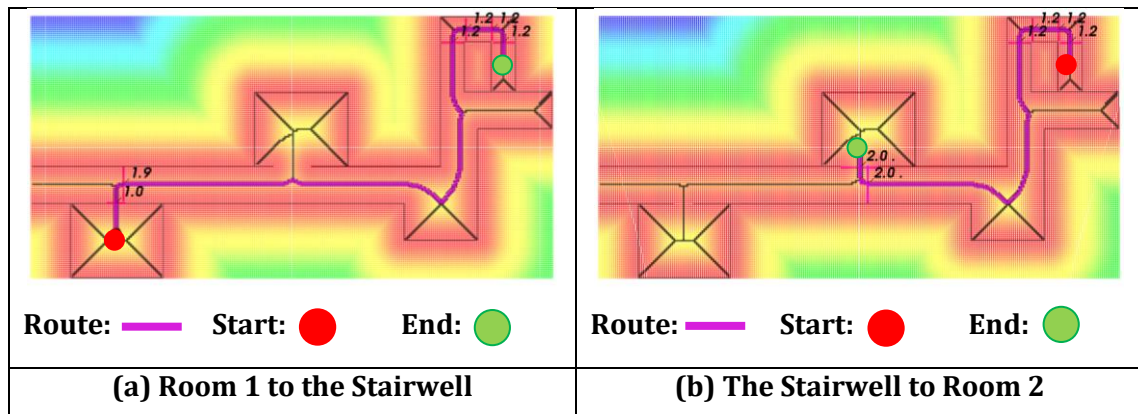 1.2 1.2
1.2 1.2
1.9
1.0
Route: Start: End:
(a) Room 1 to the Stairwell
1.2 1.2
1.2 1.2
2.0 .
2.0 .
Route: Start: End:
(b) The Stairwell to Room 2